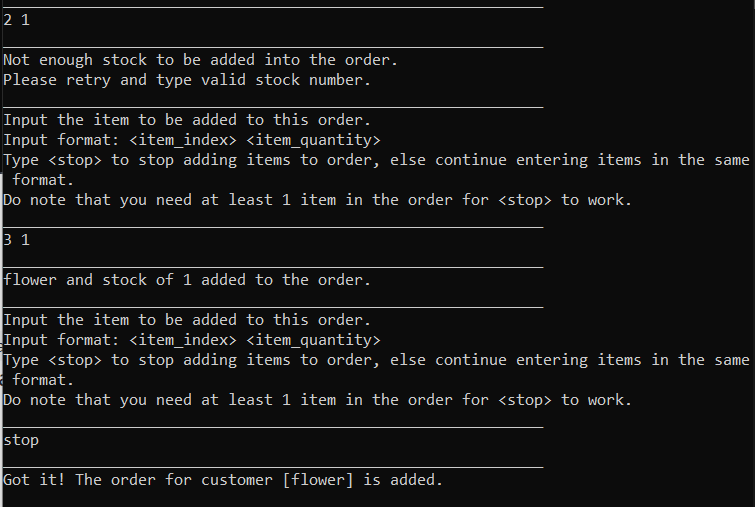 2 1
Not enough stock to be added into the order.
Please retry and type valid stock number.
Input the item to be added to this order.
Input format: <item_index> <item_quantity>
Type <stop> to stop adding items to order, else continue entering items in the same
format.
Do note that you need at least 1 item in the order for <stop> to work.
3 1
flower and stock of 1 added to the order.
Input the item to be added to this order.
Input format: <item_index> <item_quantity>
Type <stop> to stop adding items to order, else continue entering items in the same
format.
Do note that you need at least 1 item in the order for <stop> to work.
stop
Got it! The order for customer [flower] is added.